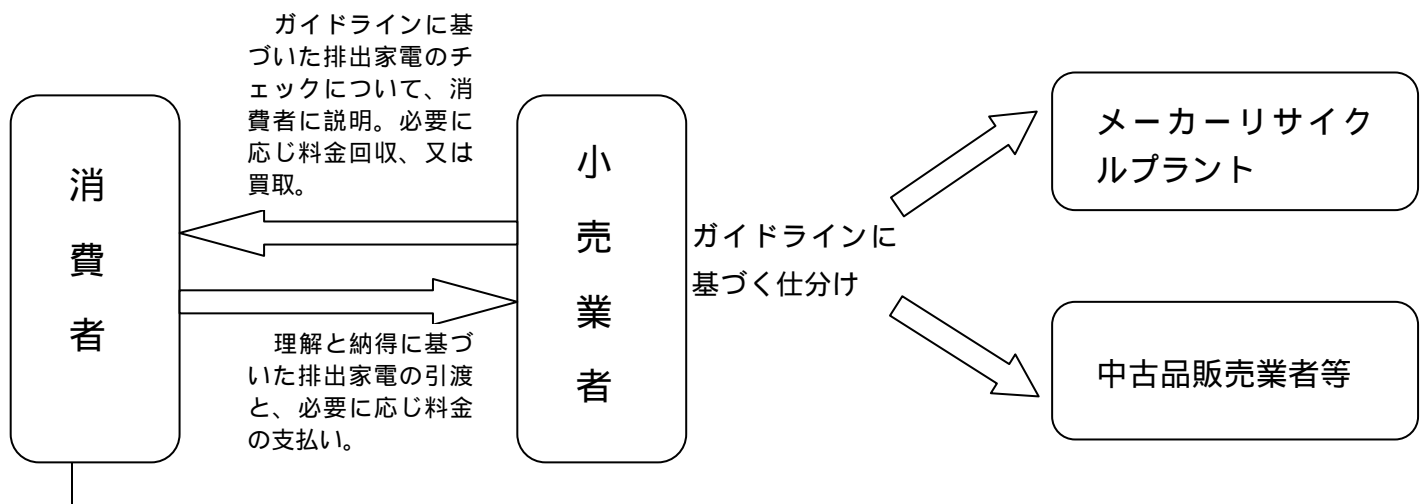 ガイドラインに基
づいた排出家電のチ
ェックについて、消
費者に説明。必要に
応じ料金回収、又は
買取。
消費者
理解と納得に基づ
いた排出家電の引渡
と、必要に応じ料金
の支払い。
小売業者
ガイドラインに
基づく仕分け
メーカーリサイク
ルプラント
中古品販売業者等